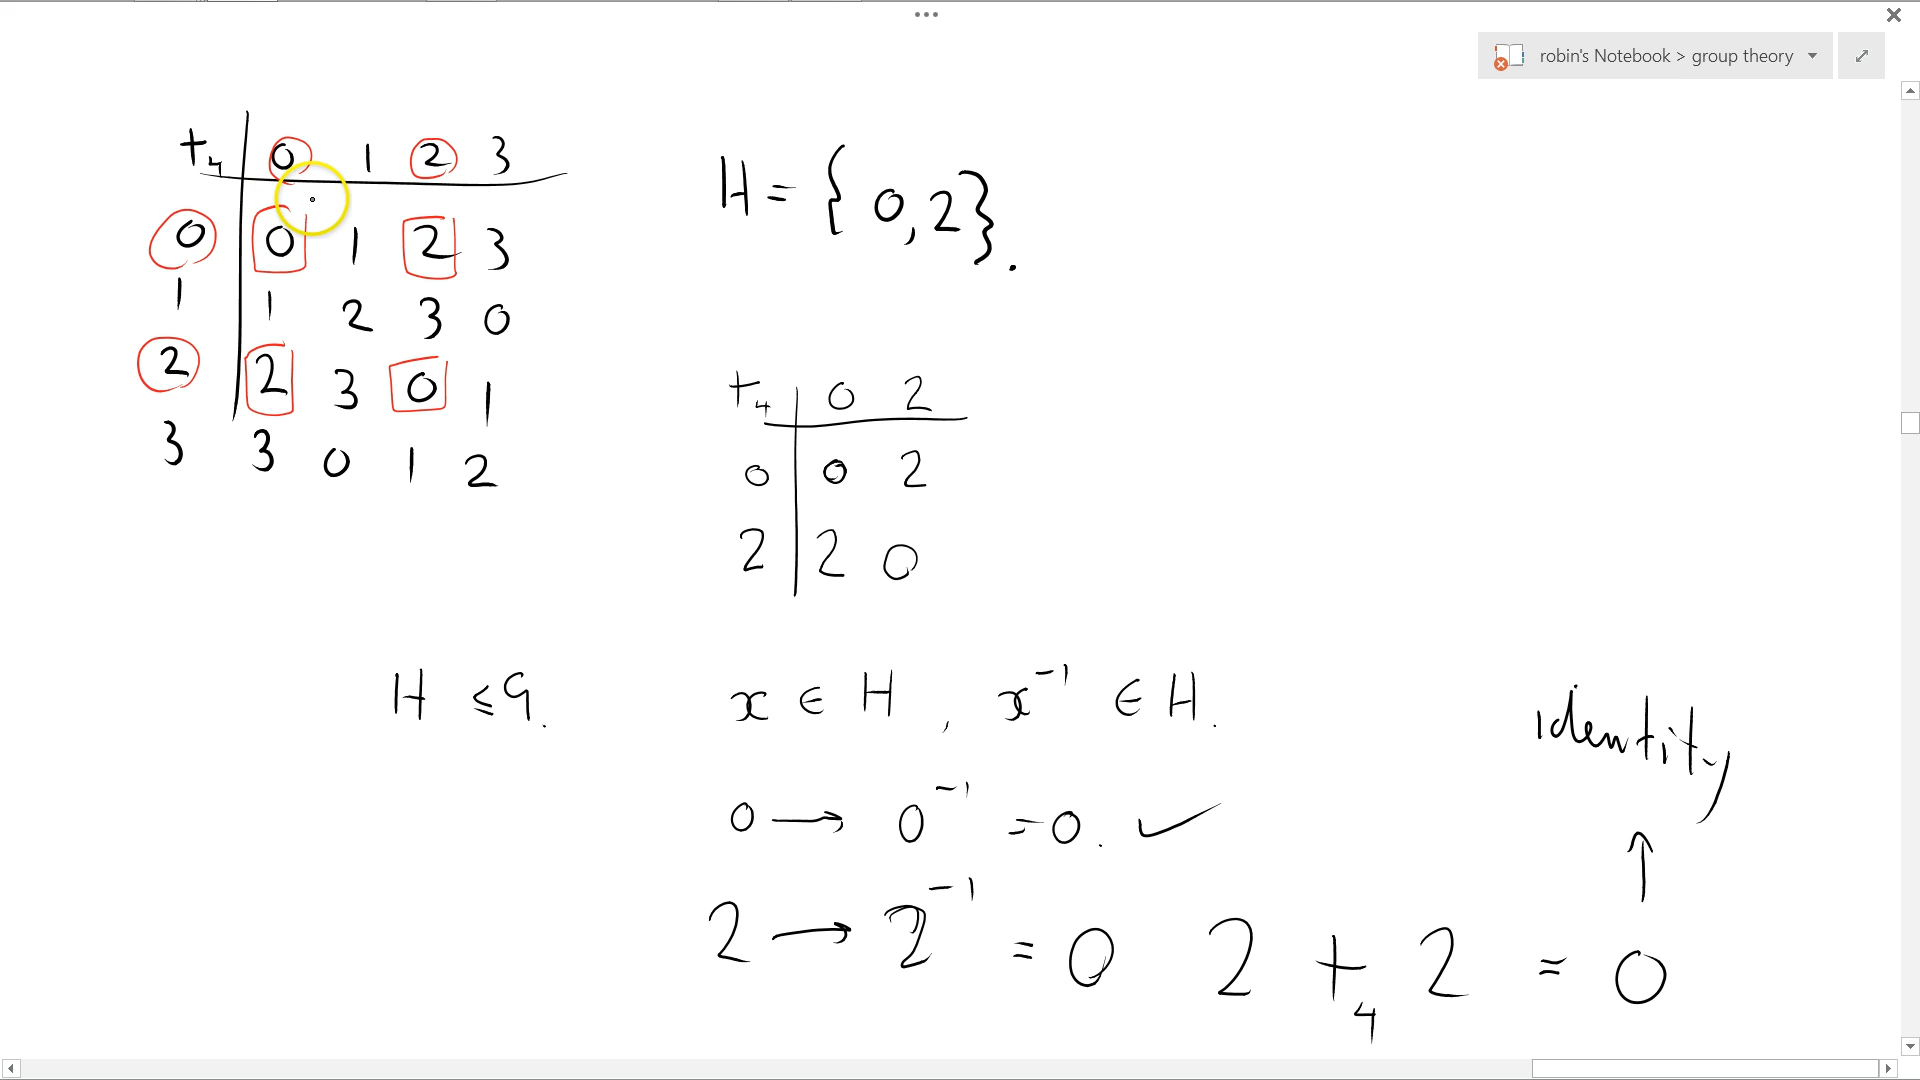 robin's Notebook > group theory
+₄ 0 1 2 3
0 0 1 2 3
1 1 2 3 0
2 2 3 0 1
3 3 0 1 2
H = { 0, 2 }.
+₄ 0 2
0 0 2
2 2 0
H ≤ G.
x ∈ H , x⁻¹ ∈ H.
0 → 0⁻¹ = 0. ✓
2 → 2⁻¹ = 0
identity
↑
2 +₄ 2 = 0